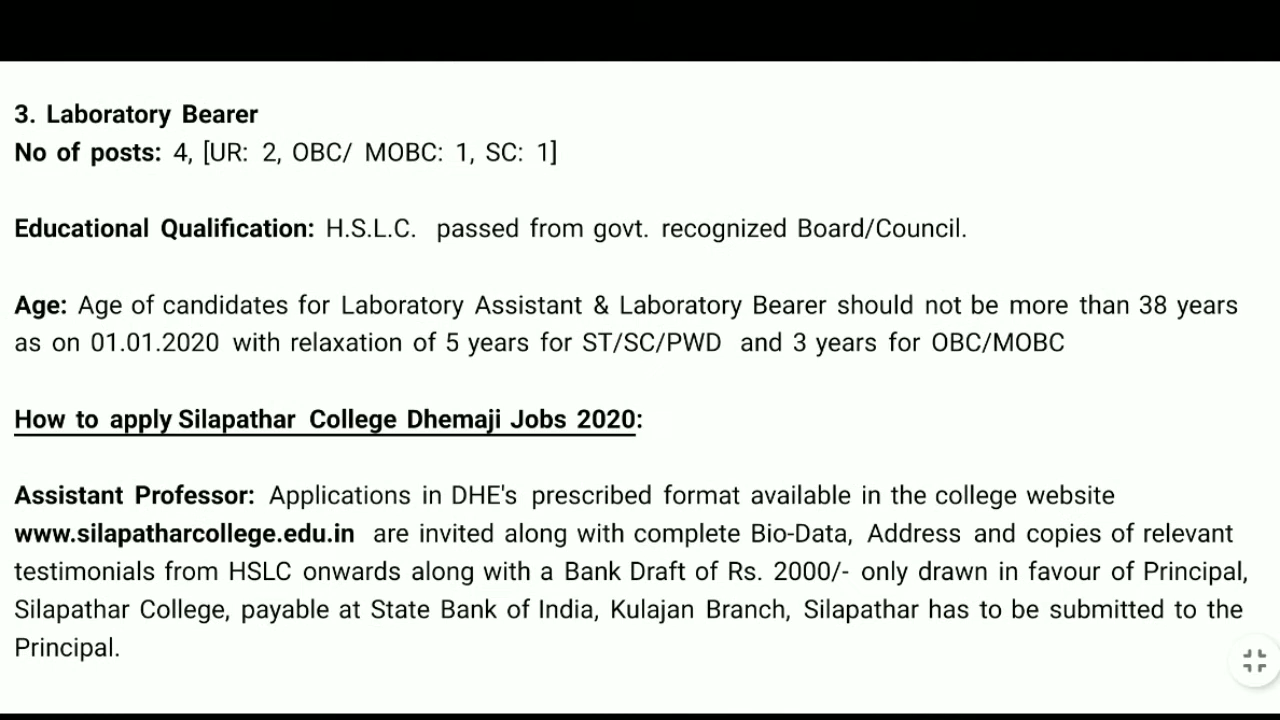 3. Laboratory Bearer
No of posts: 4, [UR: 2, OBC/ MOBC: 1, SC: 1]
Educational Qualification: H.S.L.C. passed from govt. recognized Board/Council.
Age: Age of candidates for Laboratory Assistant & Laboratory Bearer should not be more than 38 years
as on 01.01.2020 with relaxation of 5 years for ST/SC/PWD and 3 years for OBC/MOBC
How to apply Silapathar College Dhemaji Jobs 2020:
Assistant Professor: Applications in DHE's prescribed format available in the college website
www.silapatharcollege.edu.in are invited along with complete Bio-Data, Address and copies of relevant
testimonials from HSLC onwards along with a Bank Draft of Rs. 2000/- only drawn in favour of Principal,
Silapathar College, payable at State Bank of India, Kulajan Branch, Silapathar has to be submitted to the
Principal.